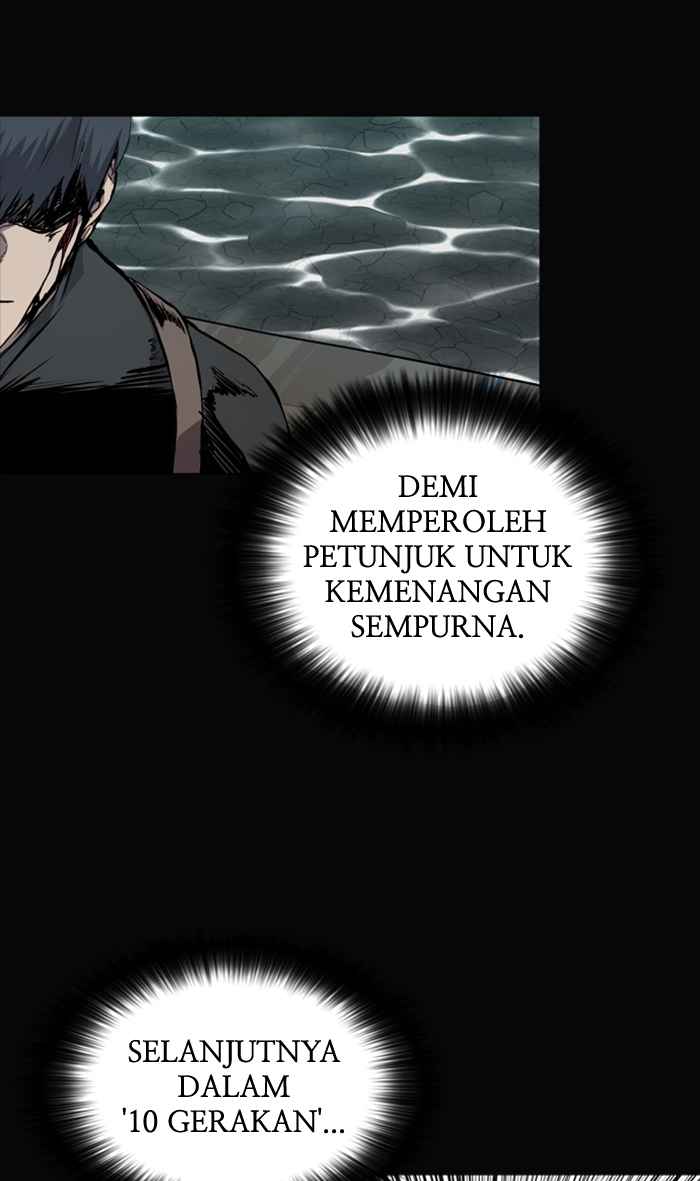 DEMI
MEMPEROLEH
PETUNJUK UNTUK
KEMENANGAN
SEMPURNA.
SELANJUTNYA
DALAM
'10 GERAKAN'...